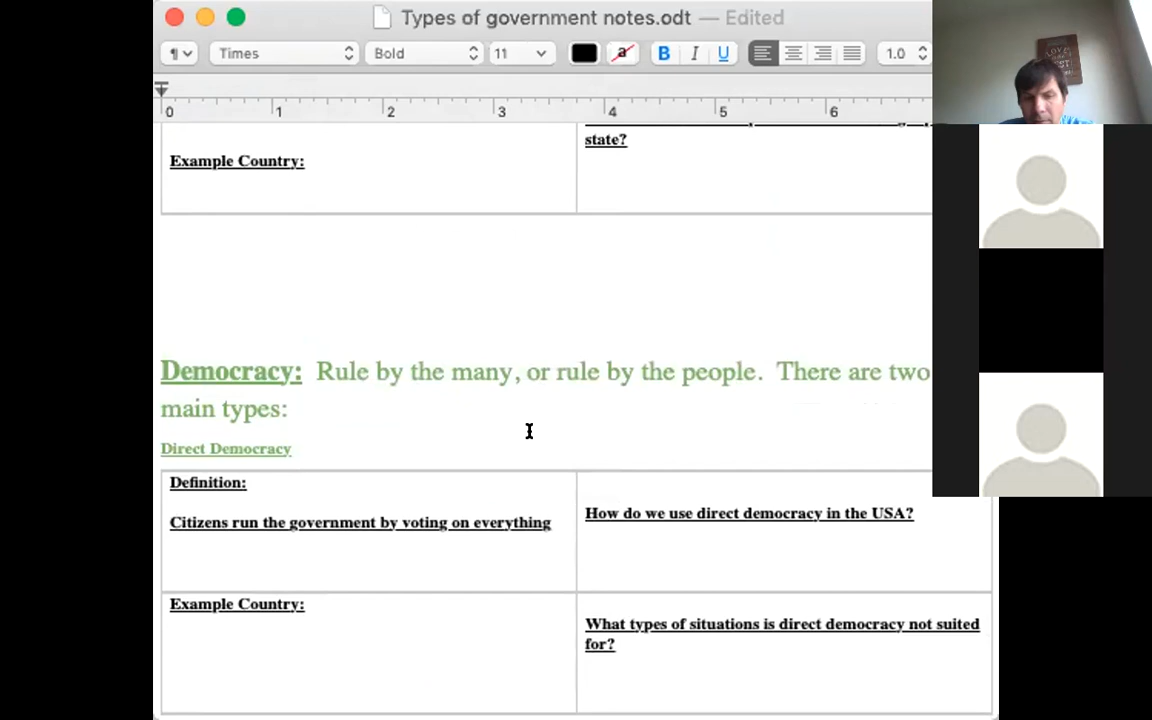 Types of government notes.odt — Edited
Times Bold 11 a B I U 1.0
0 1 2 3 4 5 6
state?
Example Country:
Democracy: Rule by the many, or rule by the people. There are two
main types:
Direct Democracy
Definition:
Citizens run the government by voting on everything
How do we use direct democracy in the USA?
Example Country:
What types of situations is direct democracy not suited
for?